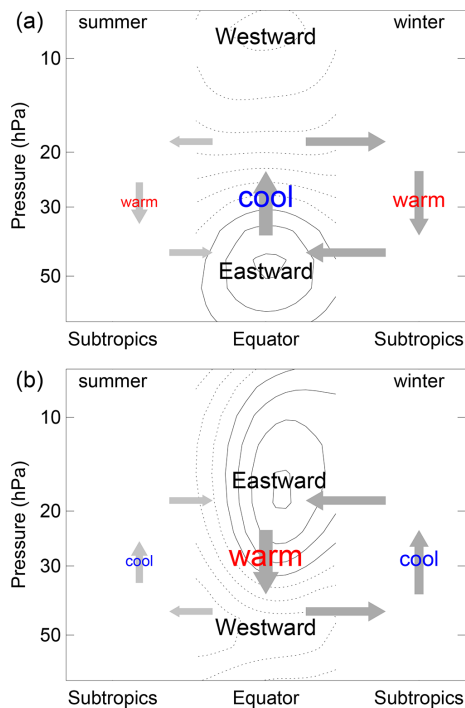 (a)
summer
winter
Westward
10
20
30
50
Pressure (hPa)
warm
cool
warm
Eastward
Subtropics
Equator
Subtropics
(b)
summer
winter
10
20
30
50
Pressure (hPa)
Eastward
cool
warm
cool
Westward
Subtropics
Equator
Subtropics